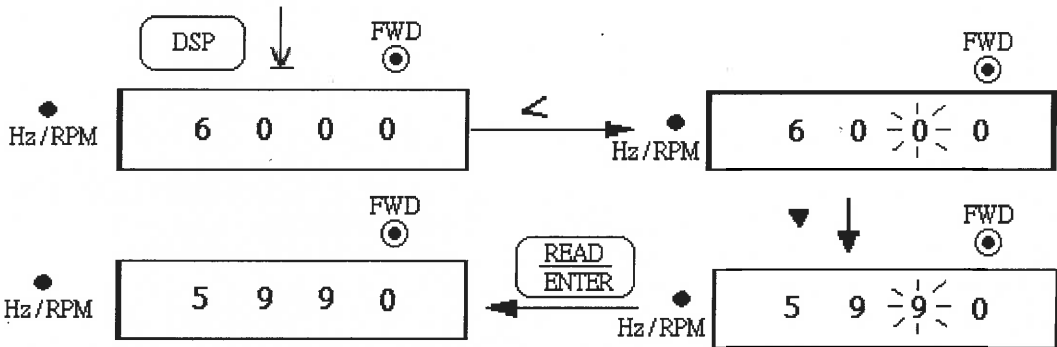 DSP
FWD
Hz/RPM
6 0 0 0
<
FWD
Hz/RPM
6 0 0 0
FWD
Hz/RPM
5 9 9 0
READ
ENTER
FWD
Hz/RPM
5 9 9 0